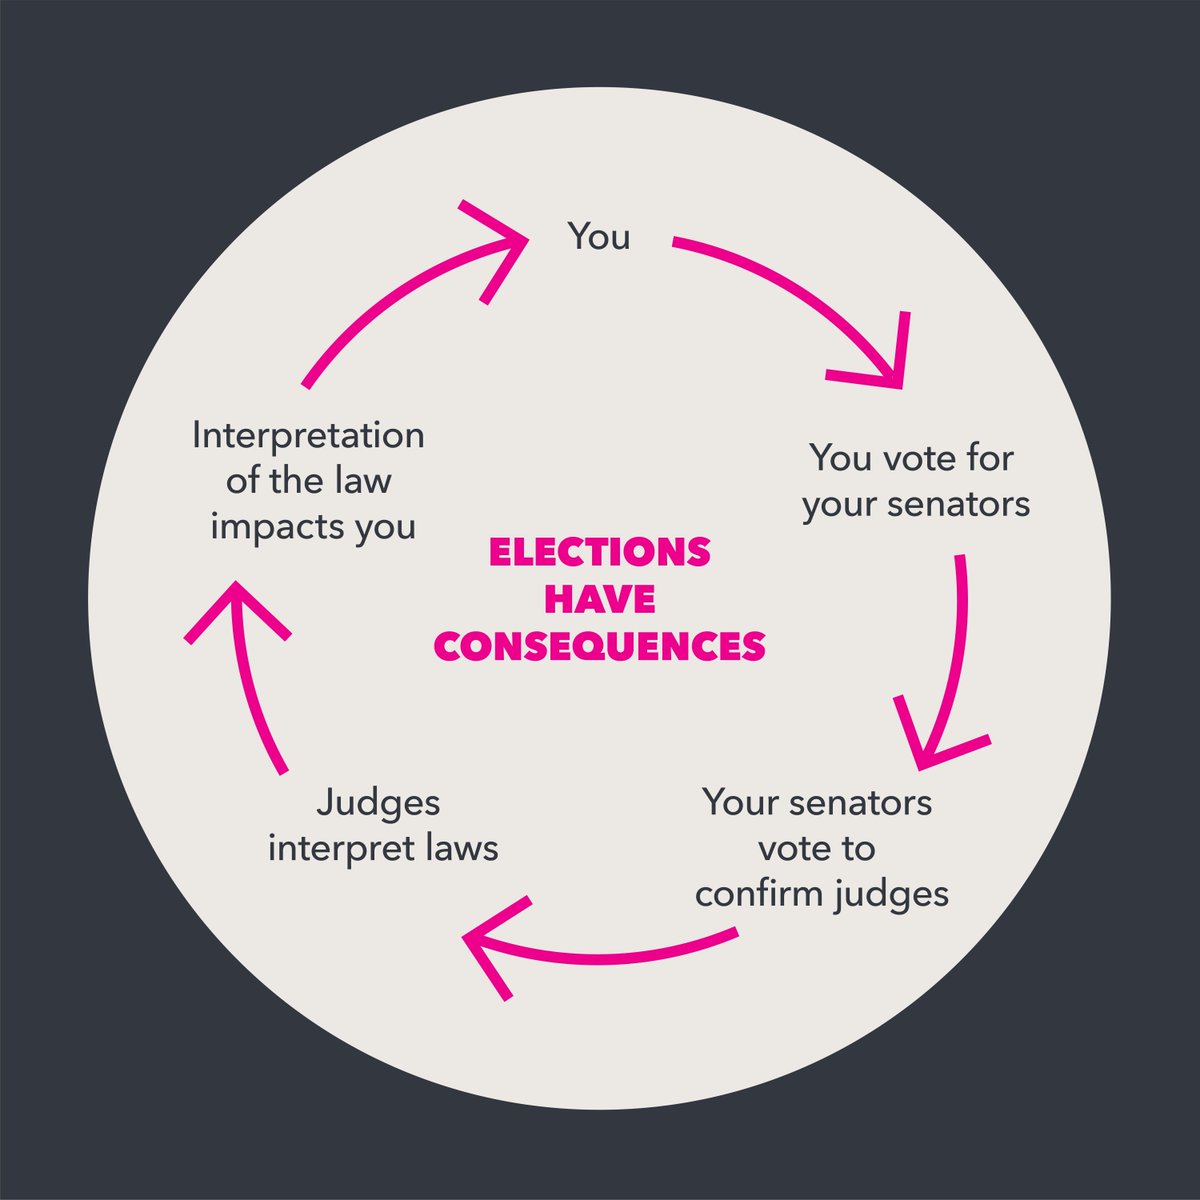 You
You vote for
your senators
Your senators
vote to
confirm judges
Judges
interpret laws
Interpretation
of the law
impacts you
ELECTIONS
HAVE
CONSEQUENCES